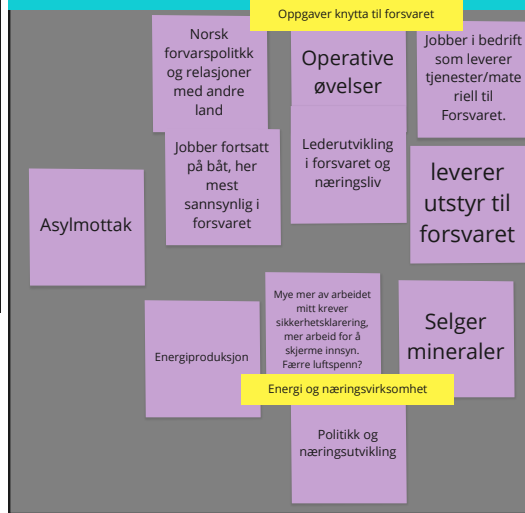 Oppgaver knytta til forsvaret
Norsk
forvarspolitkk
og relasjoner
med andre
land
Operative
øvelser
Jobber i bedrift
som leverer
tjenester/mate
riell til
Forsvaret.
Jobber fortsatt
på båt, her
mest
sannsynlig i
forsvaret
Lederutvikling
i forsvaret og
næringsliv
leverer
utstyr til
forsvaret
Asylmottak
Energiproduksjon
Mye mer av arbeidet
mitt krever
sikkerhetsklarering,
mer arbeid for å
skjerme innsyn.
Færre luftspenn?
Selger
mineraler
Energi og næringsvirksomhet
Politikk og
næringsutvikling